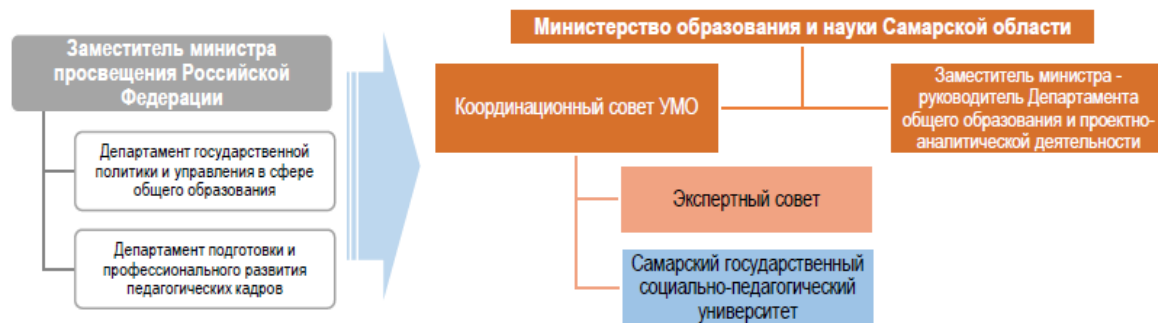 Заместитель министра
просвещения Российской
Федерации
Департамент государственной
политики и управления в сфере
общего образования
Департамент подготовки и
профессионального развития
педагогических кадров
Министерство образования и науки Самарской области
Координационный совет УМО
Заместитель министра -
руководитель Департамента
общего образования и проектно-
аналитической деятельности
Экспертный совет
Самарский государственный
социально-педагогический
университет